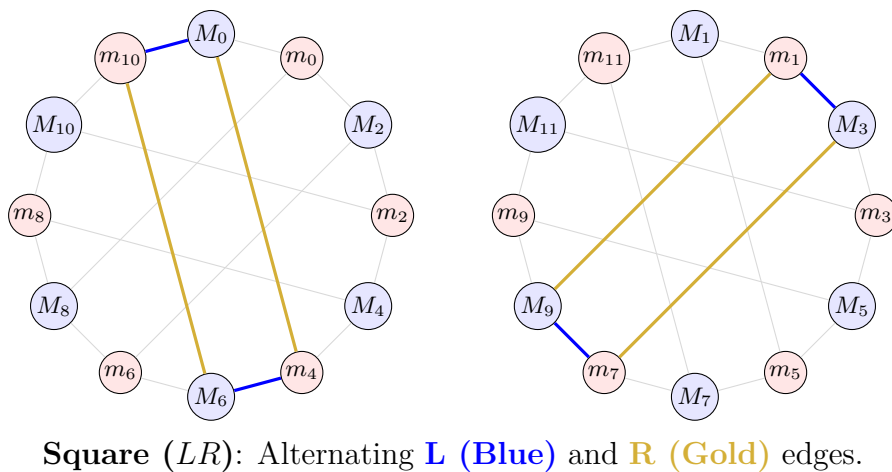 M₀
m₁₀
m₀
M₁₀
M₂
m₈
m₂
M₈
M₄
m₆
m₄
M₆
M₁
m₁₁
m₁
M₁₁
M₃
m₉
m₃
M₉
M₅
m₇
m₅
M₇
Square (LR): Alternating L (Blue) and R (Gold) edges.